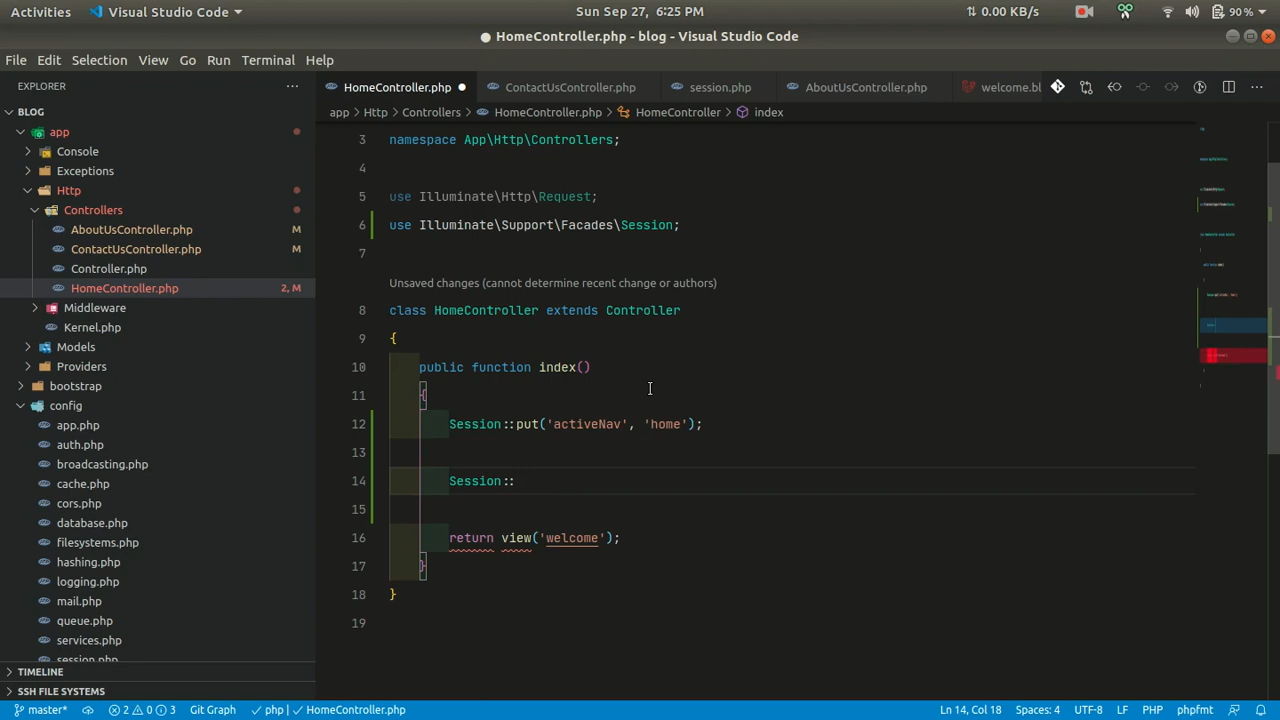 Activities
Visual Studio Code
Sun Sep 27, 6:25 PM
0.00 KB/s
90 %
● HomeController.php - blog - Visual Studio Code
File Edit Selection View Go Run Terminal Help
EXPLORER
HomeController.php
ContactUsController.php
session.php
AboutUsController.php
welcome.bl
BLOG
app > Http > Controllers > HomeController.php > HomeController > index
app
Console
Exceptions
Http
Controllers
AboutUsController.php M
ContactUsController.php M
Controller.php
HomeController.php 2, M
Middleware
Kernel.php
Models
Providers
bootstrap
config
app.php
auth.php
broadcasting.php
cache.php
cors.php
database.php
filesystems.php
hashing.php
logging.php
mail.php
queue.php
services.php
session.php
TIMELINE
SSH FILE SYSTEMS
3 namespace App\Http\Controllers;
4
5 use Illuminate\Http\Request;
6 use Illuminate\Support\Facades\Session;
7
Unsaved changes (cannot determine recent change or authors)
8 class HomeController extends Controller
9 {
10 public function index()
11 {
12 Session::put('activeNav', 'home');
13
14 Session::
15
16 return view('welcome');
17 }
18 }
19
master*
2 0 3
Git Graph
php | HomeController.php
Ln 14, Col 18
Spaces: 4
UTF-8
LF
PHP
phpfmt